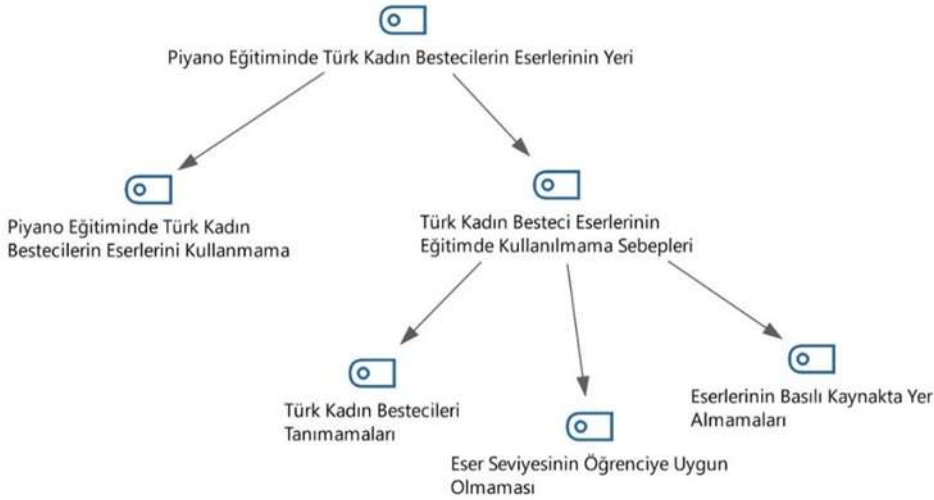 Piyano Eğitiminde Türk Kadın Bestecilerin Eserlerinin Yeri
Piyano Eğitiminde Türk Kadın
Bestecilerin Eserlerini Kullanmama
Türk Kadın Besteci Eserlerinin
Eğitimde Kullanılmama Sebepleri
Türk Kadın Bestecileri
Tanımamaları
Eser Seviyesinin Öğrenciye Uygun
Olmaması
Eserlerinin Basılı Kaynakta Yer
Almamaları